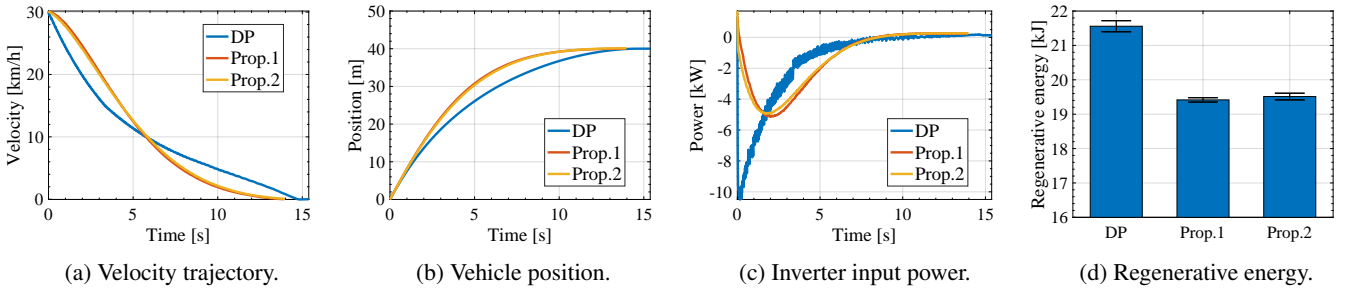 Velocity [km/h]
30
20
10
0
DP
Prop.1
Prop.2
0 5 10 15
Time [s]
(a) Velocity trajectory.
Position [m]
50
40
30
20
10
0
DP
Prop.1
Prop.2
0 5 10 15
Time [s]
(b) Vehicle position.
Power [kW]
0
-2
-4
-6
-8
-10
DP
Prop.1
Prop.2
0 5 10 15
Time [s]
(c) Inverter input power.
Regenerative energy [kJ]
22
21
20
19
18
17
16
DP Prop.1 Prop.2
(d) Regenerative energy.